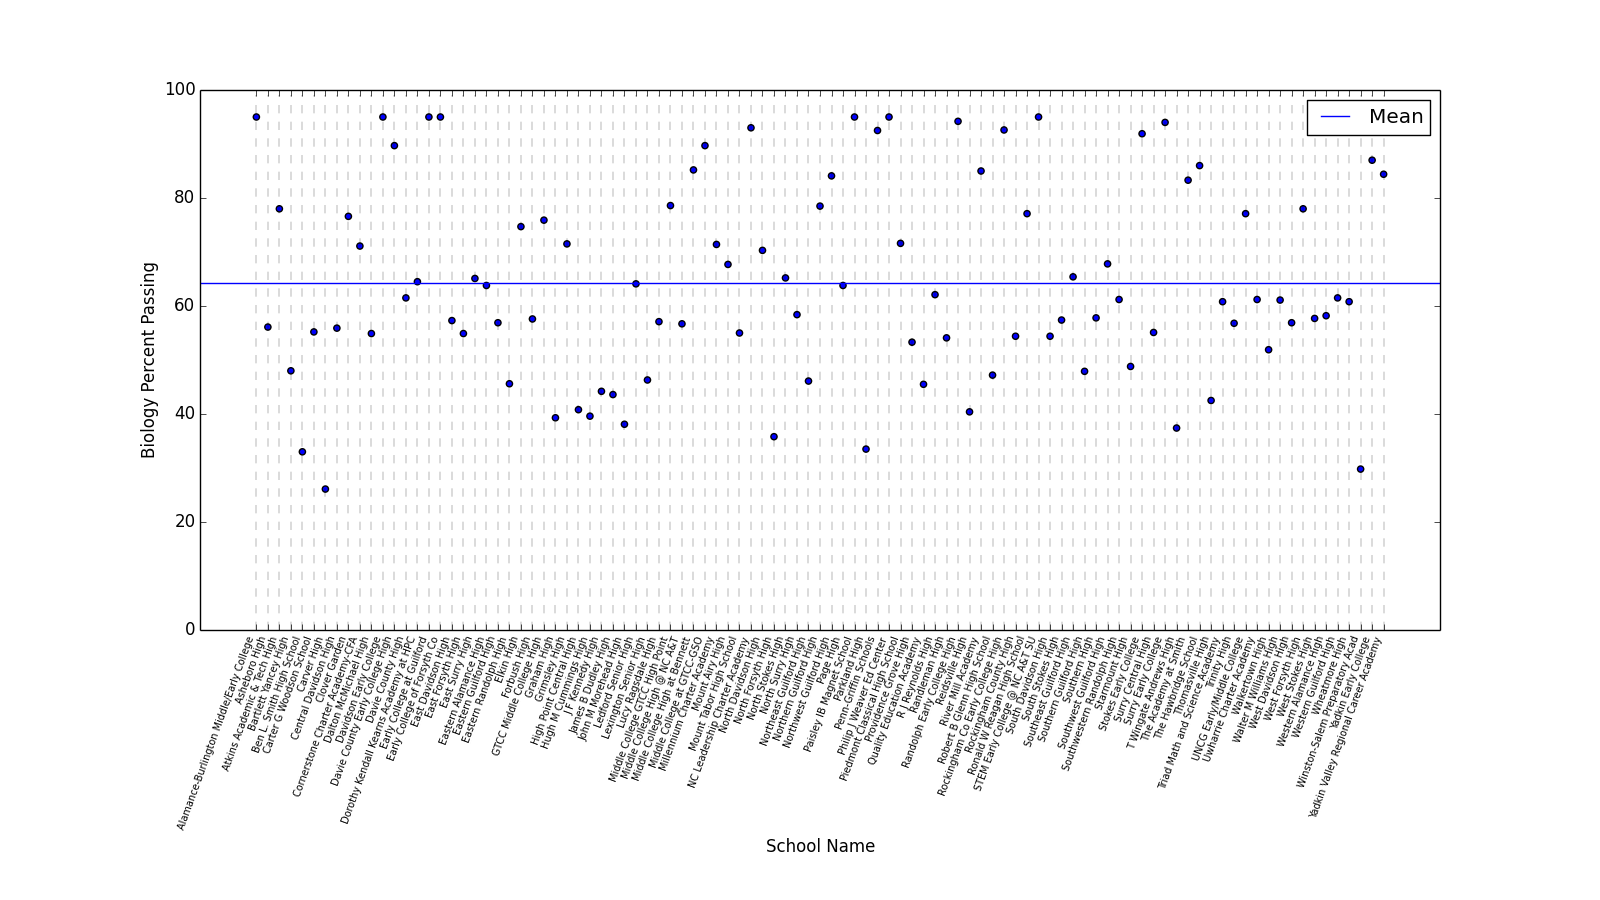 100
80
60
40
20
0
Biology Percent Passing
Mean
Alamance-Burlington Middle/Early College
Asheboro High
Atkins Academic & Tech High
Bartlett Yancey High
Ben L Smith High School
Carter G Woodson School
Carver High
Central Davidson High
Clover Garden
Cornerstone Charter Academy-CFA
Dalton McMichael High
Davidson Early College
Davie County Early College High
Davie County High
Dorothy Kendall Kearns Academy at HPC
Early College at Guilford
Early College of Forsyth Co
East Davidson High
East Forsyth High
East Surry High
Eastern Alamance High
Eastern Guilford High
Eastern Randolph High
Elkin High
Forbush High
GTCC Middle College High
Graham High
Grimsley High
High Point Central High
Hugh M Cummings High
J F Kennedy High
James B Dudley High
John M Morehead High
Ledford Senior High
Lexington Senior High
Lucy Ragsdale High
Middle College GTCC High Point
Middle College High @ NC A&T
Middle College High at Bennett
Middle College at GTCC-GSO
Millennium Charter Academy
Mount Airy High
Mount Tabor High School
NC Leadership Charter Academy
North Davidson High
North Forsyth High
North Stokes High
North Surry High
Northeast Guilford High
Northern Guilford High
Northwest Guilford High
Page High
Paisley IB Magnet School
Parkland High
Penn-Griffin Schools
Philip J Weaver Ed Center
Piedmont Classical High School
Providence Grove High
Quality Education Academy
R J Reynolds High
Randleman High
Randolph Early College High
Reidsville High
River Mill Academy
Robert B Glenn High School
Rockingham Co Early College High
Rockingham County High
Ronald W Reagan High School
STEM Early College @ NC A&T SU
South Davidson High
South Stokes High
Southeast Guilford High
Southern Guilford High
Southern High
Southwest Guilford High
Southwestern Randolph High
Starmount High
Stokes Early College
Surry Central High
Surry Early College
T Wingate Andrews High
The Academy at Smith
The Hawbridge School
Thomasville High
Triad Math and Science Academy
Trinity High
UNCG Early/Middle College
Uwharrie Charter Academy
Walkertown High
Walter M Williams High
West Davidson High
West Forsyth High
West Stokes High
Western Alamance High
Western Guilford High
Wheatmore High
Winston-Salem Preparatory Acad
Yadkin Early College
Yadkin Valley Regional Career Academy
School Name